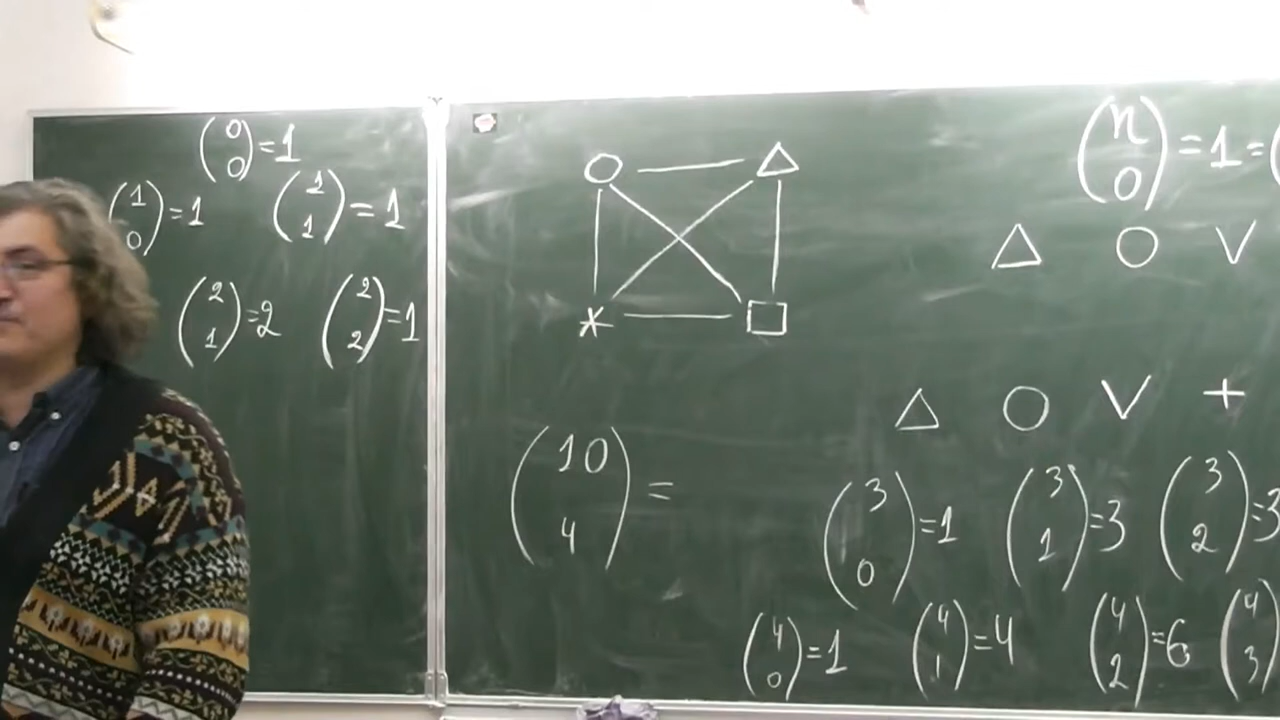 (0 0) = 1
(1 0) = 1 (1 1) = 1
(2 1) = 2 (2 2) = 1
○ △
* □
(10 4) =
(n 0) = 1 = (
△ ○ V
△ ○ V +
(3 0) = 1 (3 1) = 3 (3 2) = 3
(4 0) = 1 (4 1) = 4 (4 2) = 6 (4 3)